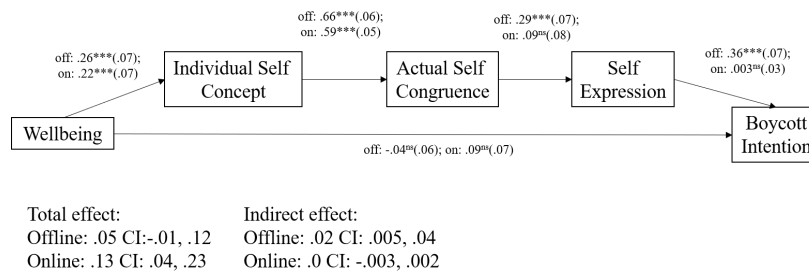 off: .66***(.06);
on: .59***(.05)
off: .29***(.07);
on: .09ns(.08)
off: .26***(.07);
on: .22***(.07)
off: .36***(.07);
on: .003ns(.03)
Individual Self
Concept
Actual Self
Congruence
Self
Expression
Wellbeing
Boycott
Intention
off: -.04ns(.06); on: .09ns(.07)
Total effect:
Offline: .05 CI:-.01, .12
Online: .13 CI: .04, .23
Indirect effect:
Offline: .02 CI: .005, .04
Online: .0 CI: -.003, .002